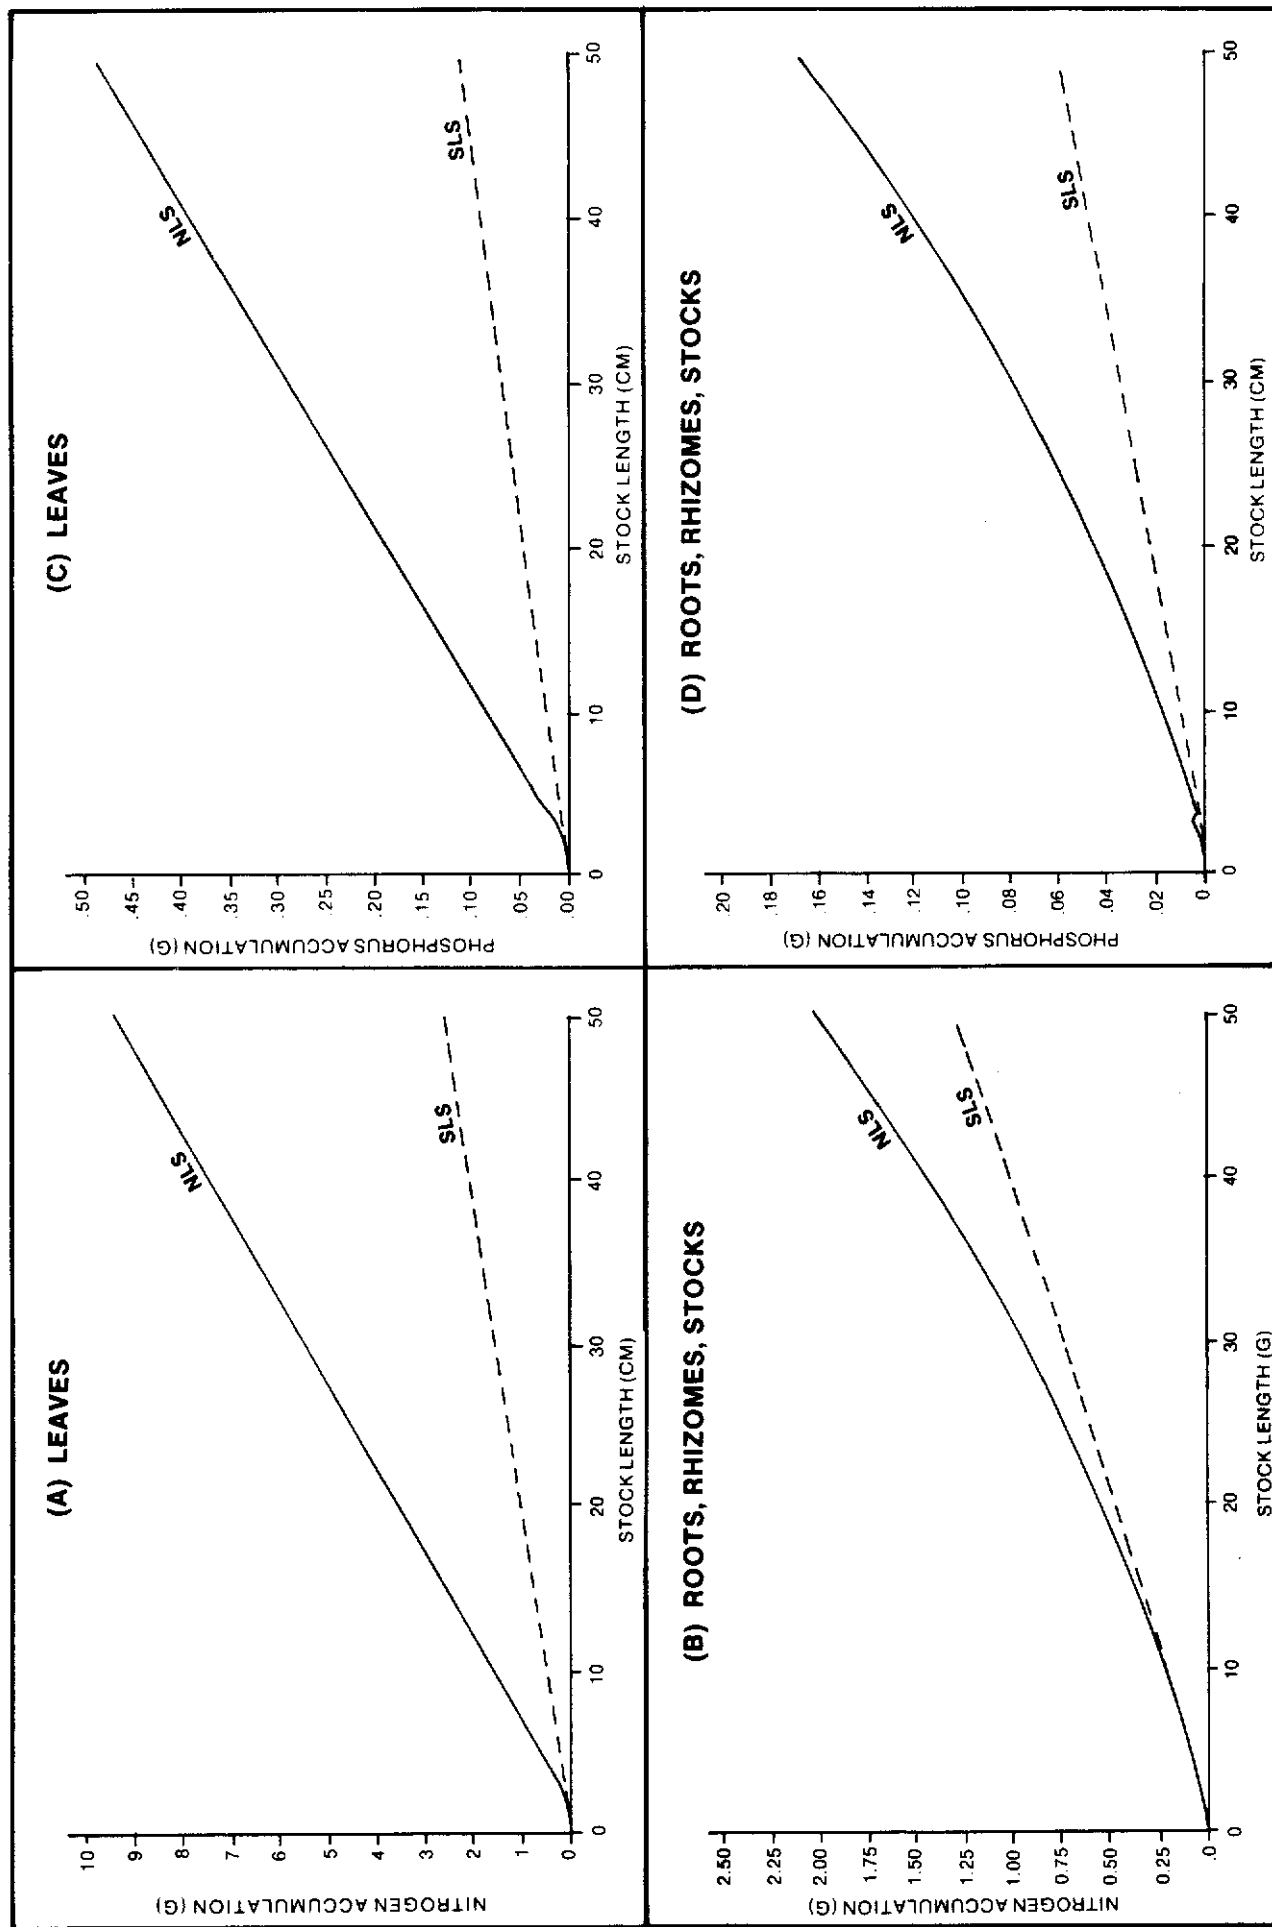 (A) LEAVES
NITROGEN ACCUMULATION (G)
10
9
8
7
6
5
4
3
2
1
0
NLS
SLS
0 10 20 30 40 50
STOCK LENGTH (CM)
(C) LEAVES
PHOSPHORUS ACCUMULATION (G)
.50
.45
.40
.35
.30
.25
.20
.15
.10
.05
.00
NLS
SLS
0 10 20 30 40 50
STOCK LENGTH (CM)
(B) ROOTS, RHIZOMES, STOCKS
NITROGEN ACCUMULATION (G)
2.50
2.00
1.75
1.50
1.25
1.00
0.75
0.50
0.25
.0
NLS
SLS
0 10 20 30 40 50
STOCK LENGTH (G)
(D) ROOTS, RHIZOMES, STOCKS
PHOSPHORUS ACCUMULATION (G)
.20
.18
.16
.14
.12
.10
.08
.06
.04
.02
0
NLS
SLS
0 10 20 30 40 50
STOCK LENGTH (CM)